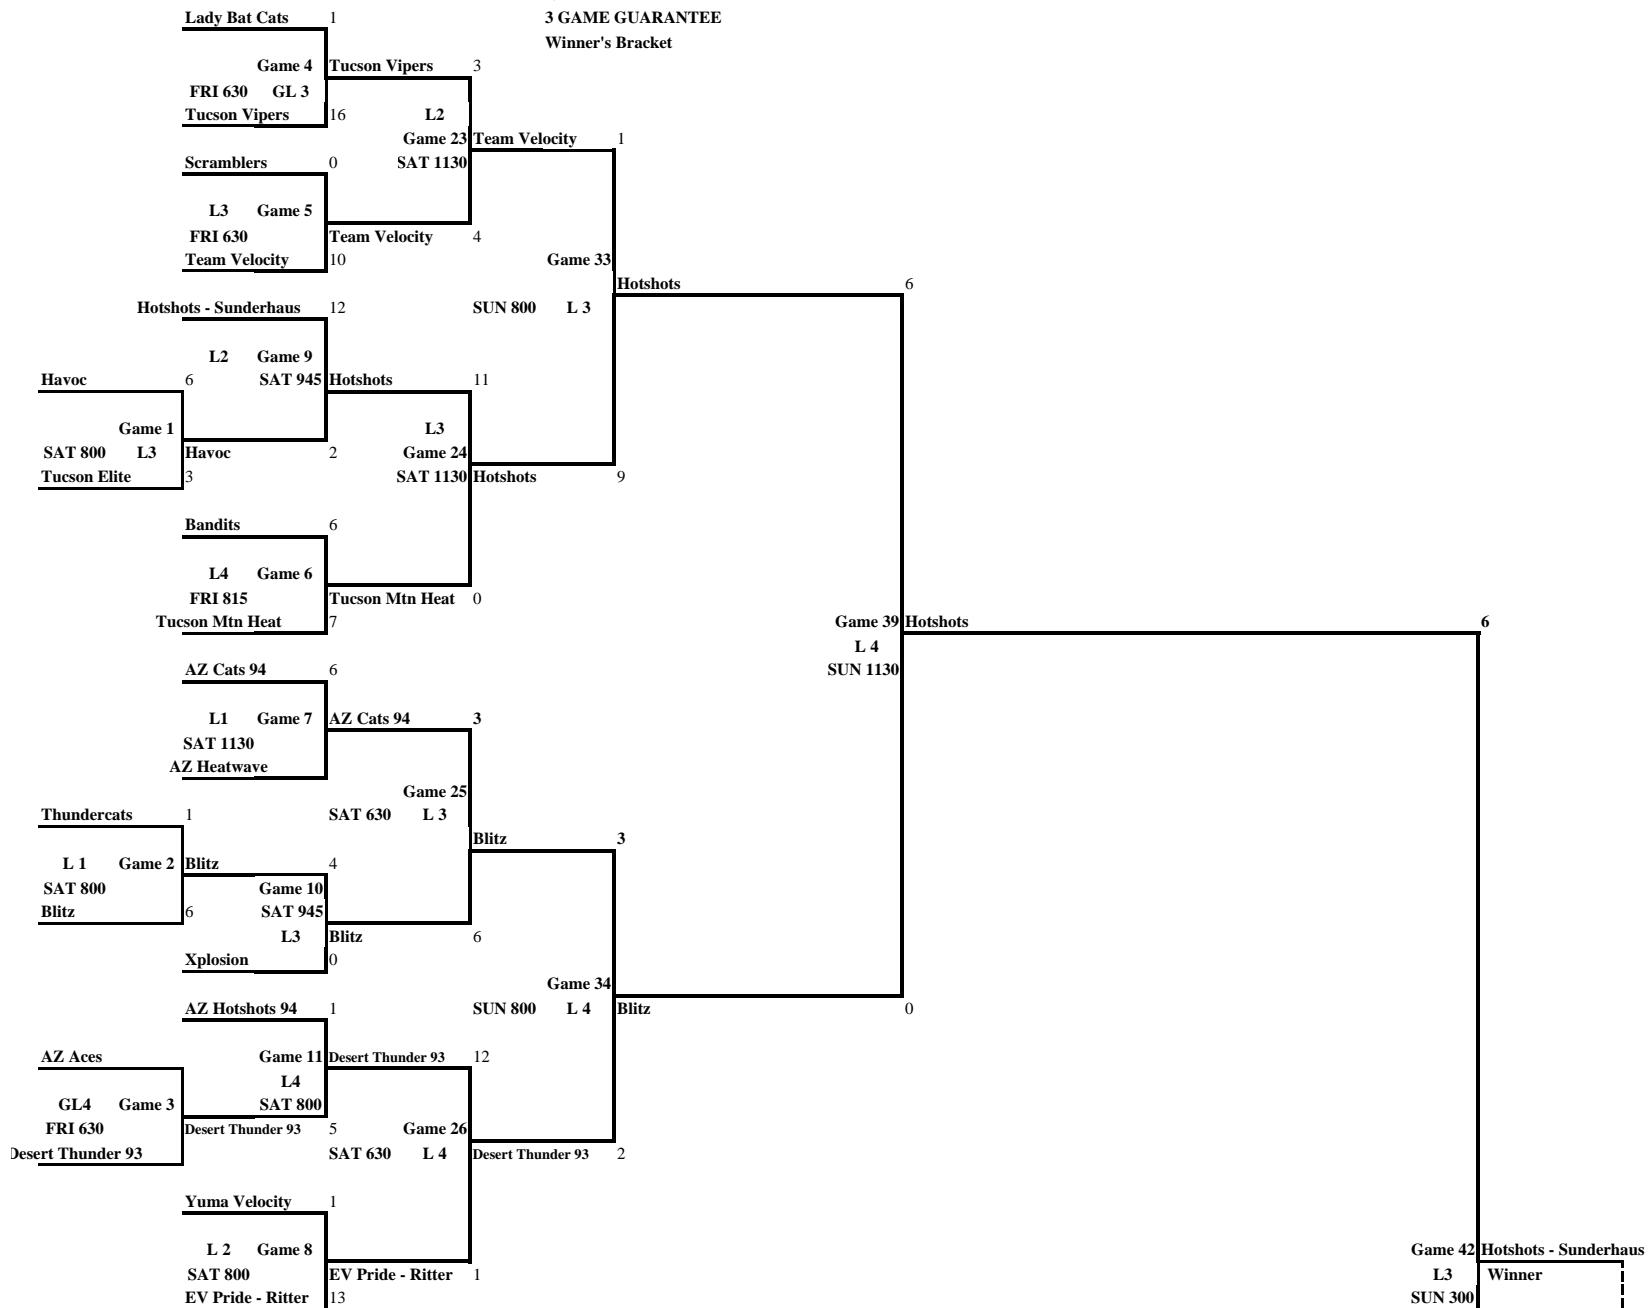 Lady Bat Cats 1 3 GAME GUARANTEE
Winner's Bracket
Game 4 Tucson Vipers 3
FRI 630 GL 3
Tucson Vipers 16 L2
Game 23 Team Velocity 1
Scramblers 0 SAT 1130
L3 Game 5
FRI 630 Team Velocity 4
Team Velocity 10 Game 33
Hotshots 6
Hotshots - Sunderhaus 12 SUN 800 L 3
L2 Game 9
Havoc 6 SAT 945 Hotshots 11
Game 1 L3
SAT 800 L3 Havoc 2 Game 24
Tucson Elite 3 SAT 1130 Hotshots 9
Bandits 6
L4 Game 6
FRI 815 Tucson Mtn Heat 0
Tucson Mtn Heat 7 Game 39 Hotshots 6
L 4
AZ Cats 94 6 SUN 1130
L1 Game 7 AZ Cats 94 3
SAT 1130
AZ Heatwave
Game 25
Thundercats 1 SAT 630 L 3
Blitz 3
L 1 Game 2 Blitz 4
SAT 800 Game 10
Blitz 6 SAT 945
L3 Blitz 6
Xplosion 0
Game 34
AZ Hotshots 94 1 SUN 800 L 4 Blitz 0
AZ Aces Game 11 Desert Thunder 93 12
L4
GL4 Game 3 SAT 800
FRI 630 Desert Thunder 93 5 Game 26
Desert Thunder 93 SAT 630 L 4 Desert Thunder 93 2
Yuma Velocity 1
L 2 Game 8 Game 42 Hotshots - Sunderhaus
SAT 800 EV Pride - Ritter 1 L3 Winner
EV Pride - Ritter 13 SUN 300